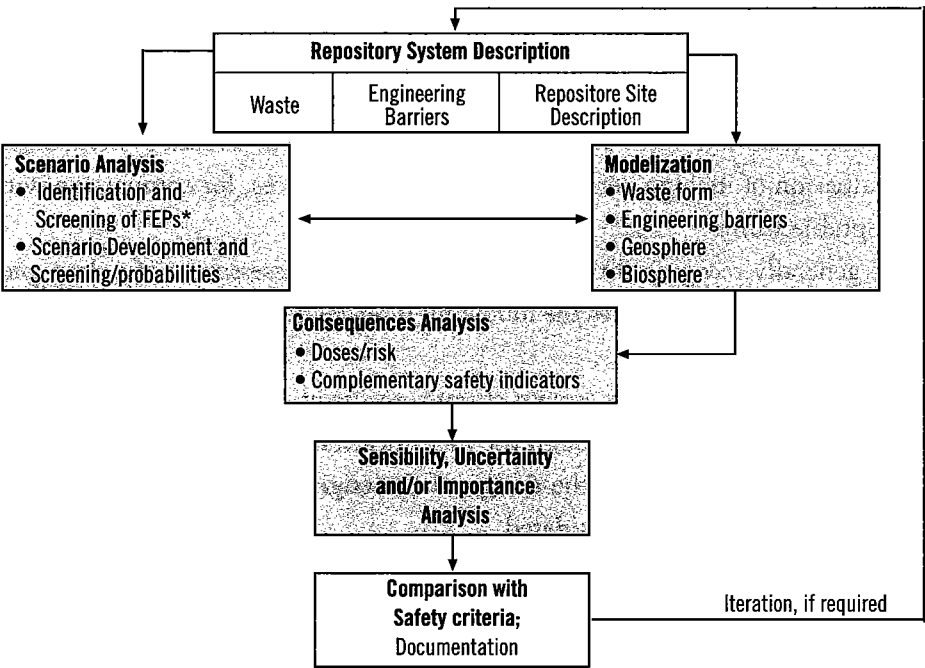 Repository System Description
Waste
Engineering
Barriers
Repositore Site
Description
Scenario Analysis
• Identification and
Screening of FEPs*
• Scenario Development and
Screening/probabilities
Modelization
• Waste form
• Engineering barriers
• Geosphere
• Biosphere
Consequences Analysis
• Doses/risk
• Complementary safety indicators
Sensibility, Uncertainty
and/or Importance
Analysis
Comparison with
Safety criteria;
Documentation
Iteration, if required